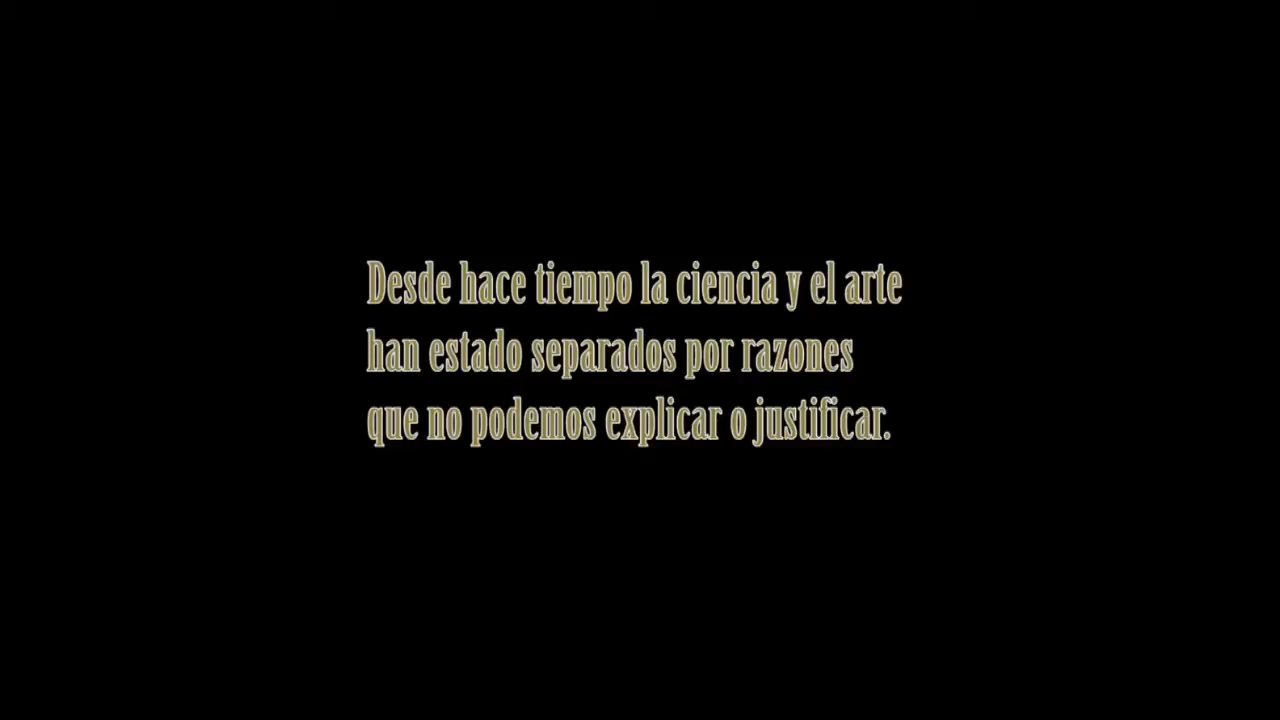 Desde hace tiempo la ciencia y el arte
han estado separados por razones
que no podemos explicar o justificar.